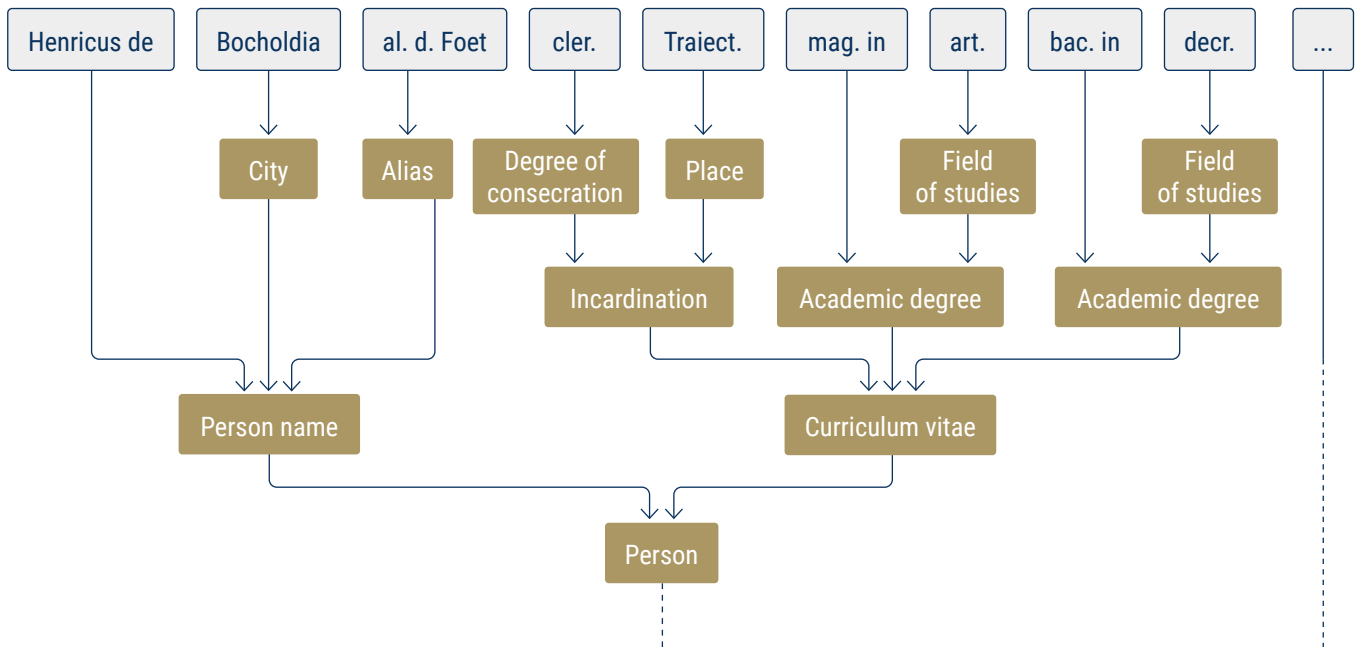 Henricus de
Bocholdia
al. d. Foet
cler.
Traiect.
mag. in
art.
bac. in
decr.
...
City
Alias
Degree of
consecration
Place
Field
of studies
Field
of studies
Incardination
Academic degree
Academic degree
Person name
Curriculum vitae
Person